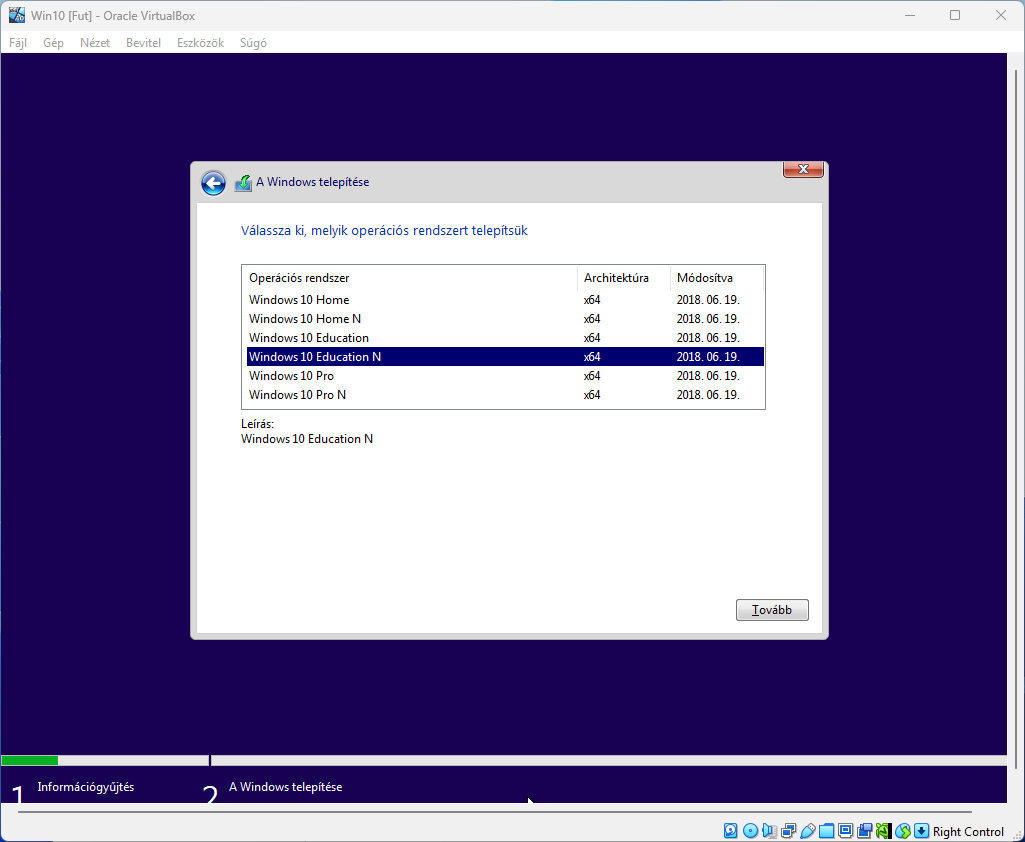 Win10 [Fut] - Oracle VirtualBox
Fájl Gép Nézet Bevitel Eszközök Súgó
A Windows telepítése
Válassza ki, melyik operációs rendszert telepítsük
Operációs rendszer Architektúra Módosítva
Windows 10 Home x64 2018. 06. 19.
Windows 10 Home N x64 2018. 06. 19.
Windows 10 Education x64 2018. 06. 19.
Windows 10 Education N x64 2018. 06. 19.
Windows 10 Pro x64 2018. 06. 19.
Windows 10 Pro N x64 2018. 06. 19.
Leírás:
Windows 10 Education N
Tovább
1 Információgyűjtés 2 A Windows telepítése
Right Control